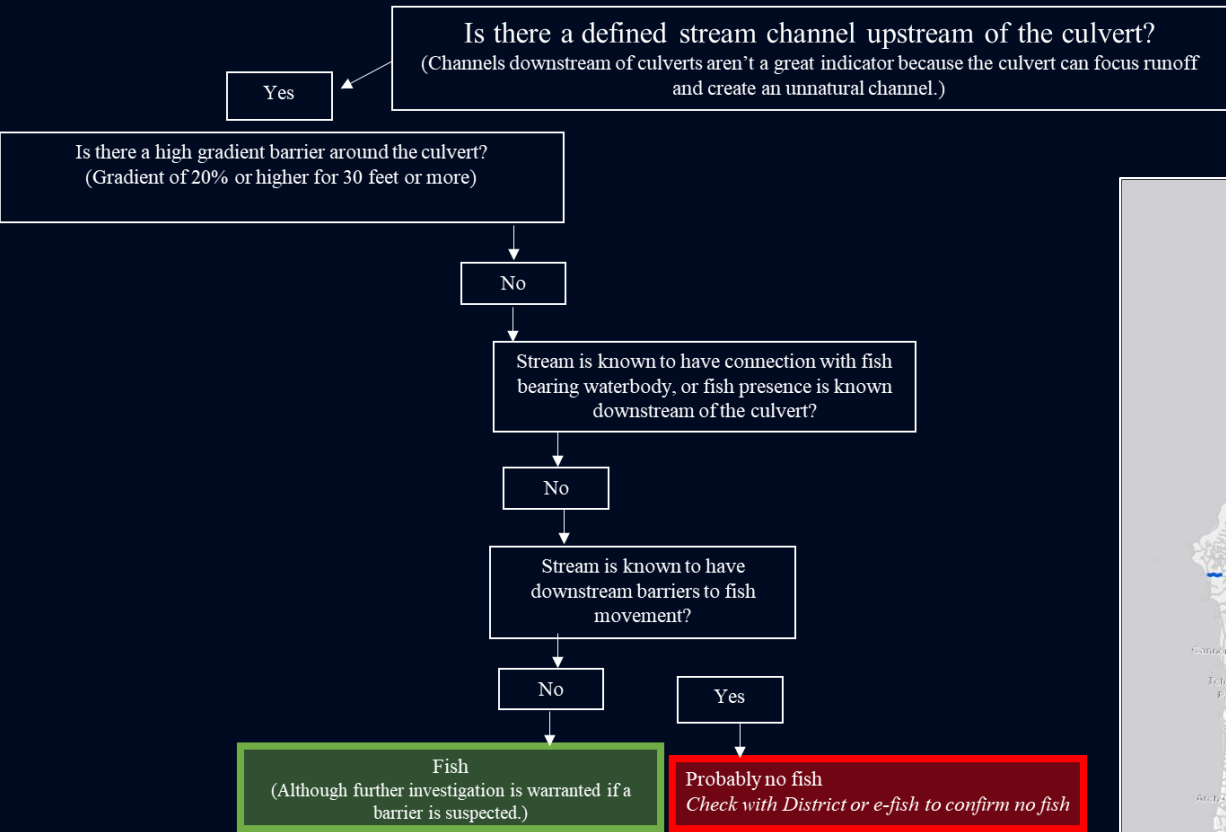 Is there a defined stream channel upstream of the culvert?
(Channels downstream of culverts aren't a great indicator because the culvert can focus runoff
and create an unnatural channel.)
Yes
Is there a high gradient barrier around the culvert?
(Gradient of 20% or higher for 30 feet or more)
No
Stream is known to have connection with fish
bearing waterbody, or fish presence is known
downstream of the culvert?
No
Stream is known to have
downstream barriers to fish
movement?
No
Yes
Fish
(Although further investigation is warranted if a
barrier is suspected.)
Probably no fish
Check with District or e-fish to confirm no fish